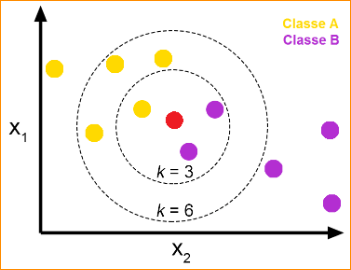 Classe A
Classe B
x1
k = 3
k = 6
x2